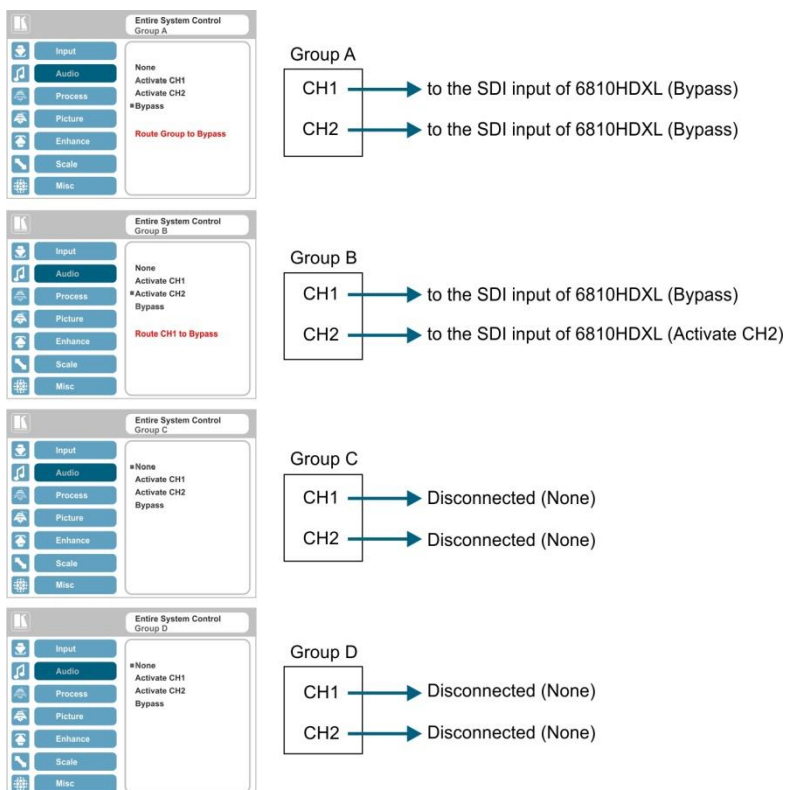 Entire System Control
Group A
Input
Audio
Process
Picture
Enhance
Scale
Misc
None
Activate CH1
Activate CH2
Bypass
Route Group to Bypass
Group A
CH1
to the SDI input of 6810HDXL (Bypass)
CH2
to the SDI input of 6810HDXL (Bypass)
Entire System Control
Group B
Input
Audio
Process
Picture
Enhance
Scale
Misc
None
Activate CH1
Activate CH2
Bypass
Route CH1 to Bypass
Group B
CH1
to the SDI input of 6810HDXL (Bypass)
CH2
to the SDI input of 6810HDXL (Activate CH2)
Entire System Control
Group C
Input
Audio
Process
Picture
Enhance
Scale
Misc
None
Activate CH1
Activate CH2
Bypass
Group C
CH1
Disconnected (None)
CH2
Disconnected (None)
Entire System Control
Group D
Input
Audio
Process
Picture
Enhance
Scale
Misc
None
Activate CH1
Activate CH2
Bypass
Group D
CH1
Disconnected (None)
CH2
Disconnected (None)